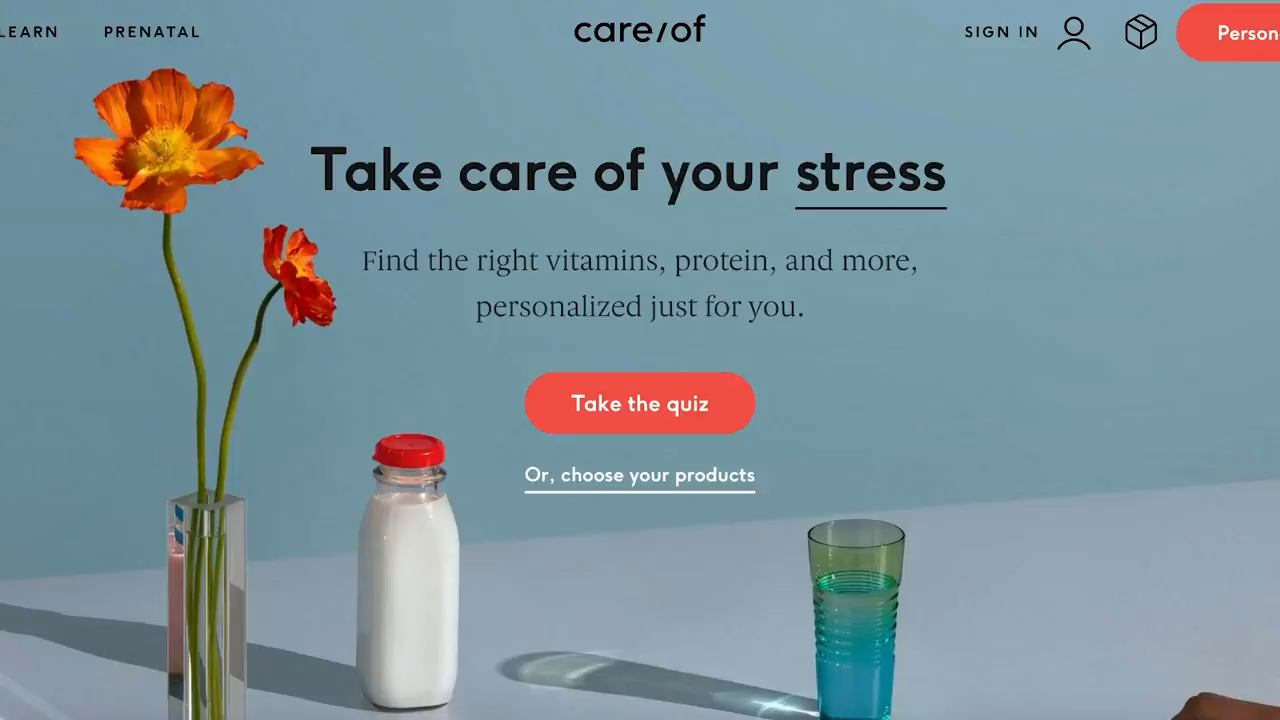 LEARN
PRENATAL
care/of
SIGN IN
Take care of your stress
Find the right vitamins, protein, and more,
personalized just for you.
Take the quiz
Or, choose your products